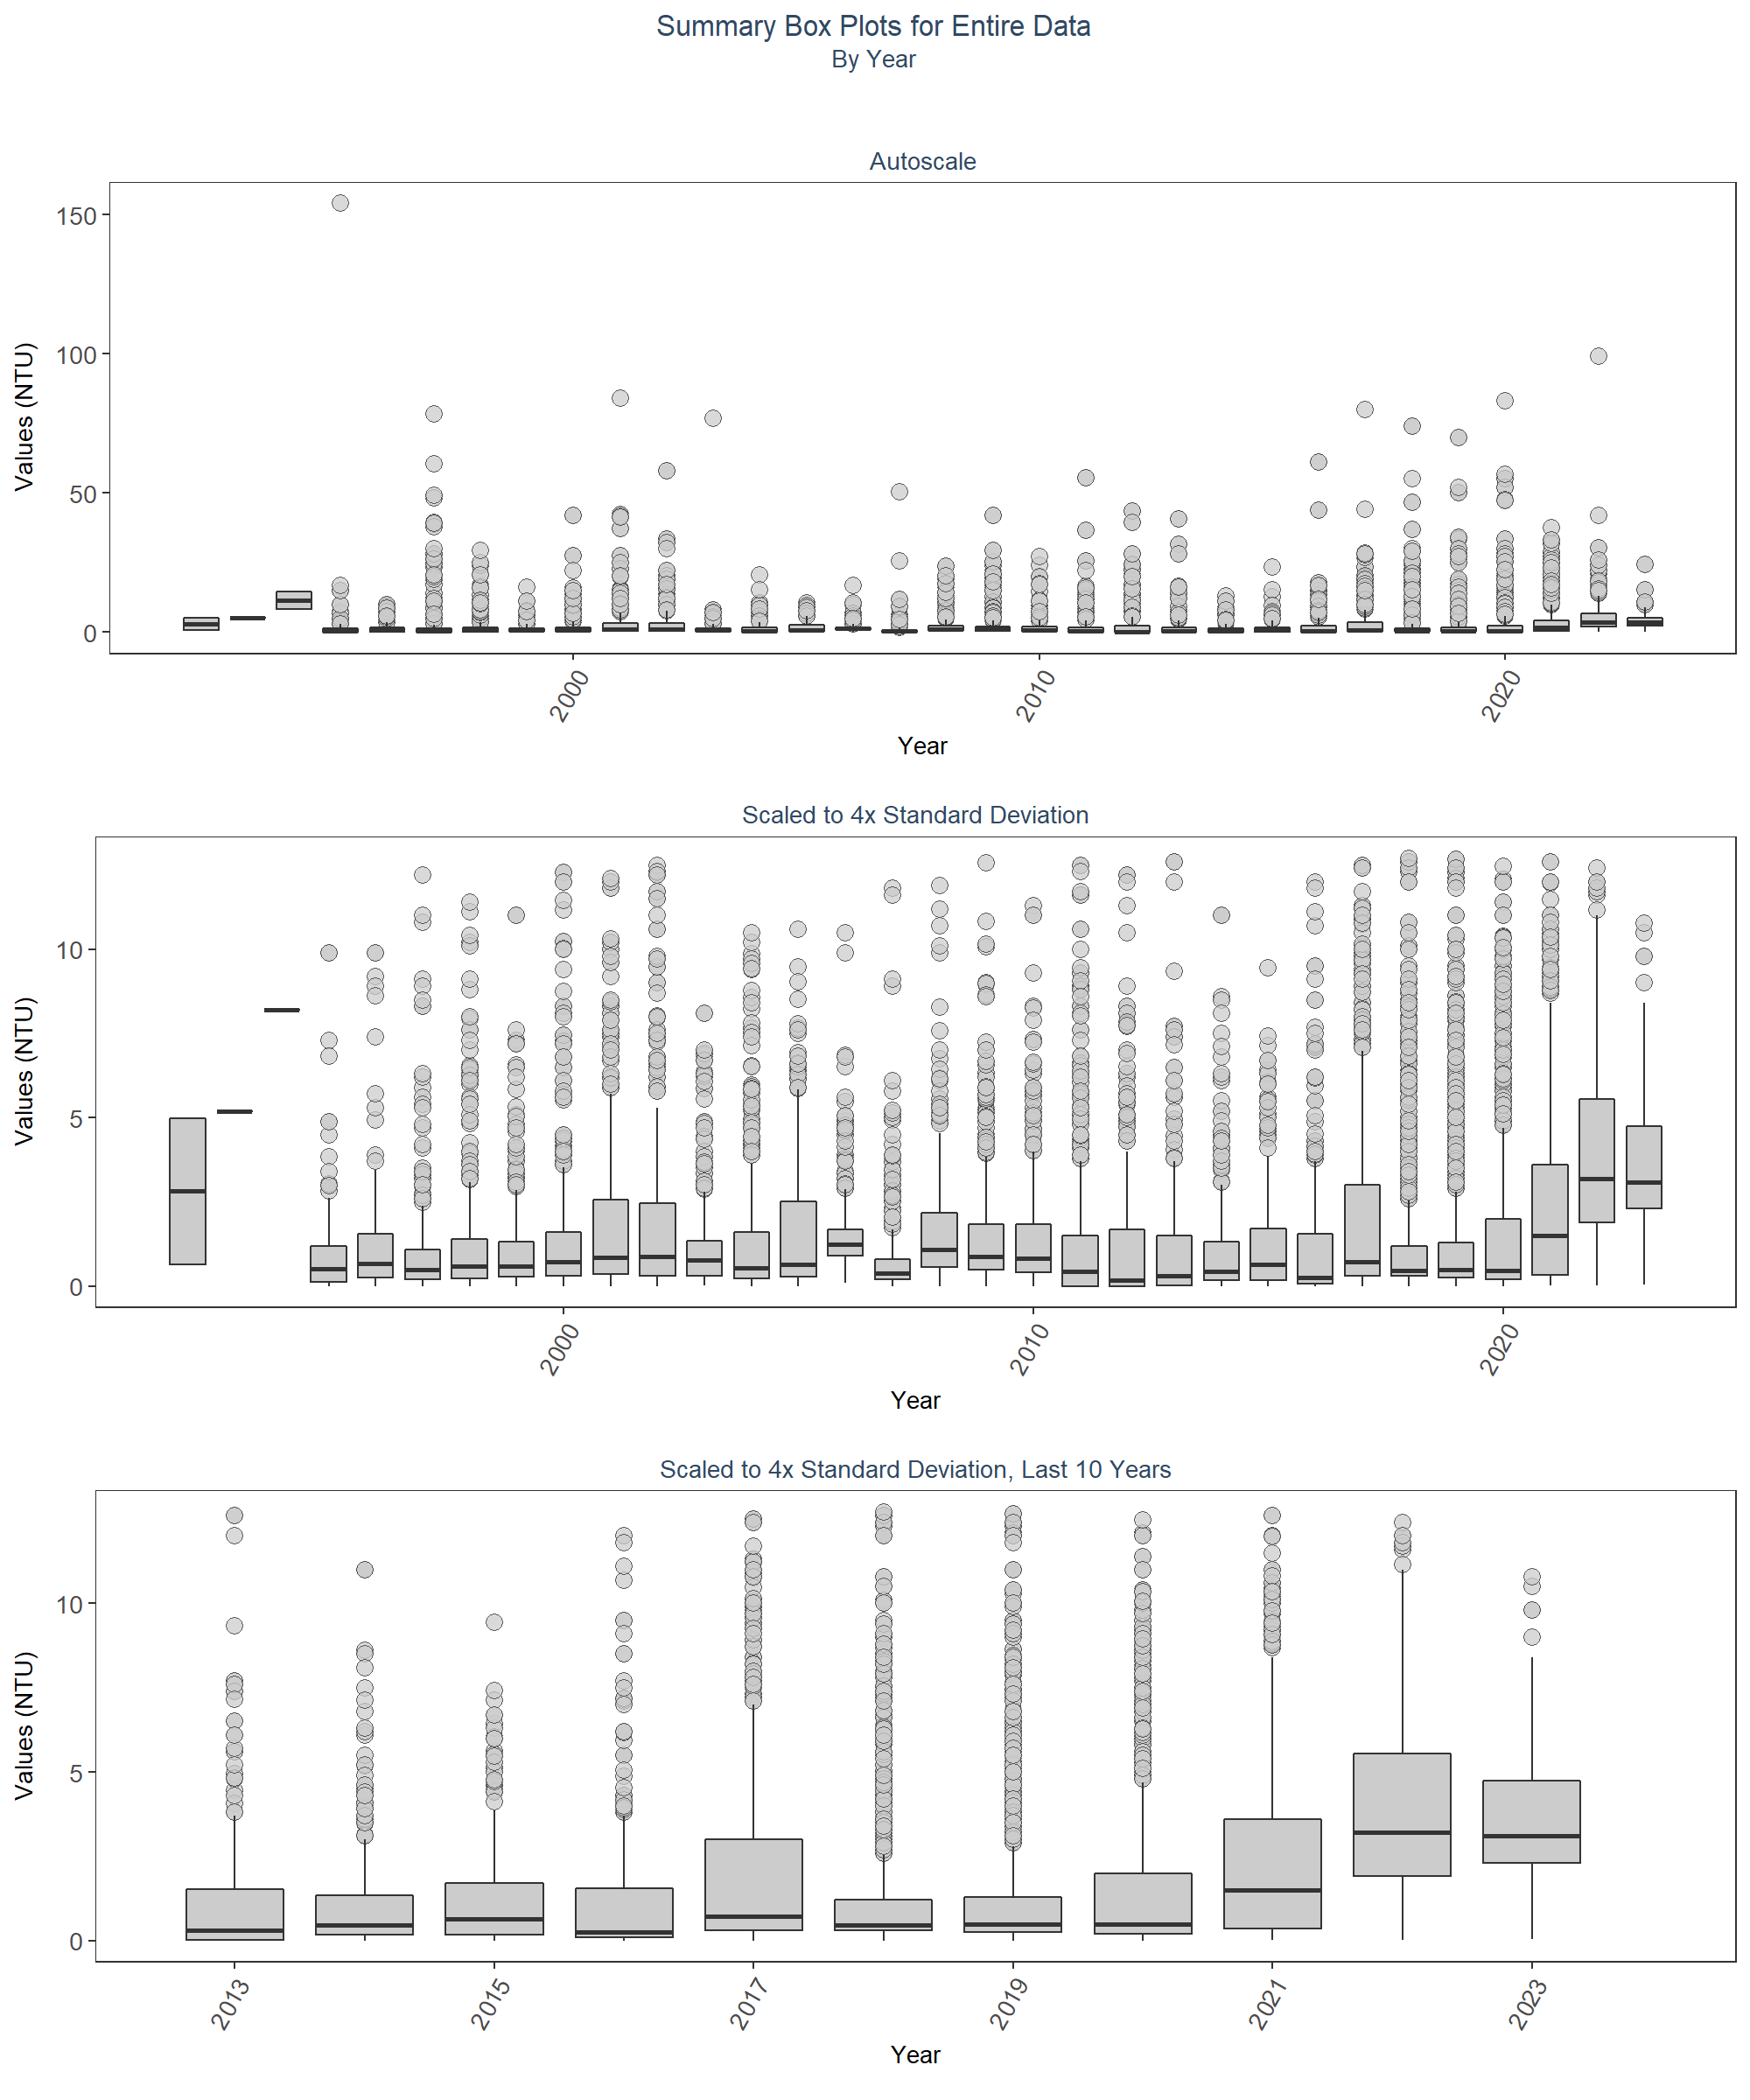 Summary Box Plots for Entire Data
By Year
Autoscale
Values (NTU)
150
100
50
0
2000
2010
2020
Year
Scaled to 4x Standard Deviation
Values (NTU)
10
5
0
2000
2010
2020
Year
Scaled to 4x Standard Deviation, Last 10 Years
Values (NTU)
10
5
0
2013
2015
2017
2019
2021
2023
Year